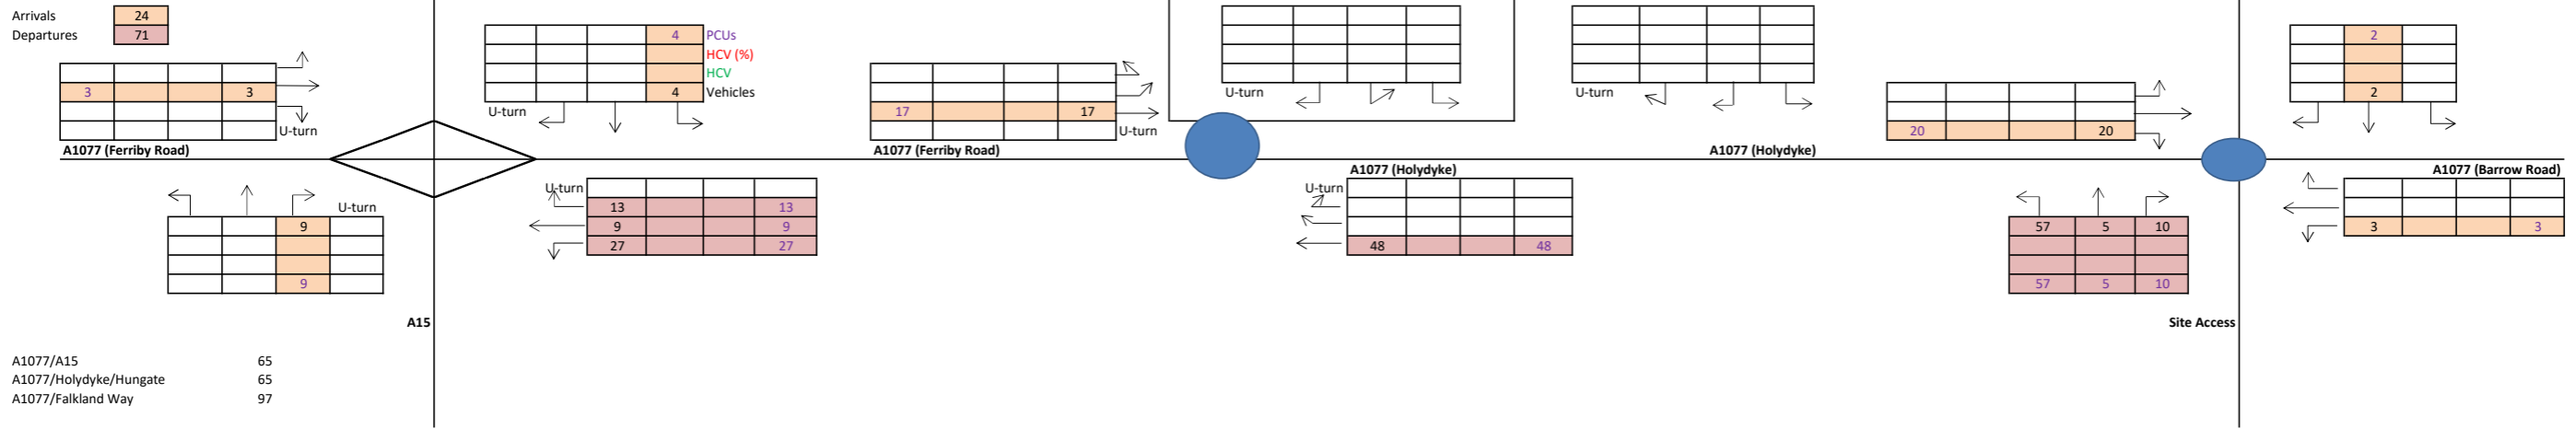 Arrivals 24
Departures 71
4 PCUs
HCV (%)
HCV
4 Vehicles
U-turn
3 3
U-turn
A1077 (Ferriby Road)
17 17
U-turn
A1077 (Ferriby Road)
U-turn
U-turn
A1077 (Holydyke)
20 20
2
2
A1077 (Holydyke)
A1077 (Barrow Road)
U-turn
9
9
U-turn
13 13
9 9
27 27
U-turn
48 48
57 5 10
57 5 10
3 3
A15
Site Access
A1077/A15 65
A1077/Holydyke/Hungate 65
A1077/Falkland Way 97